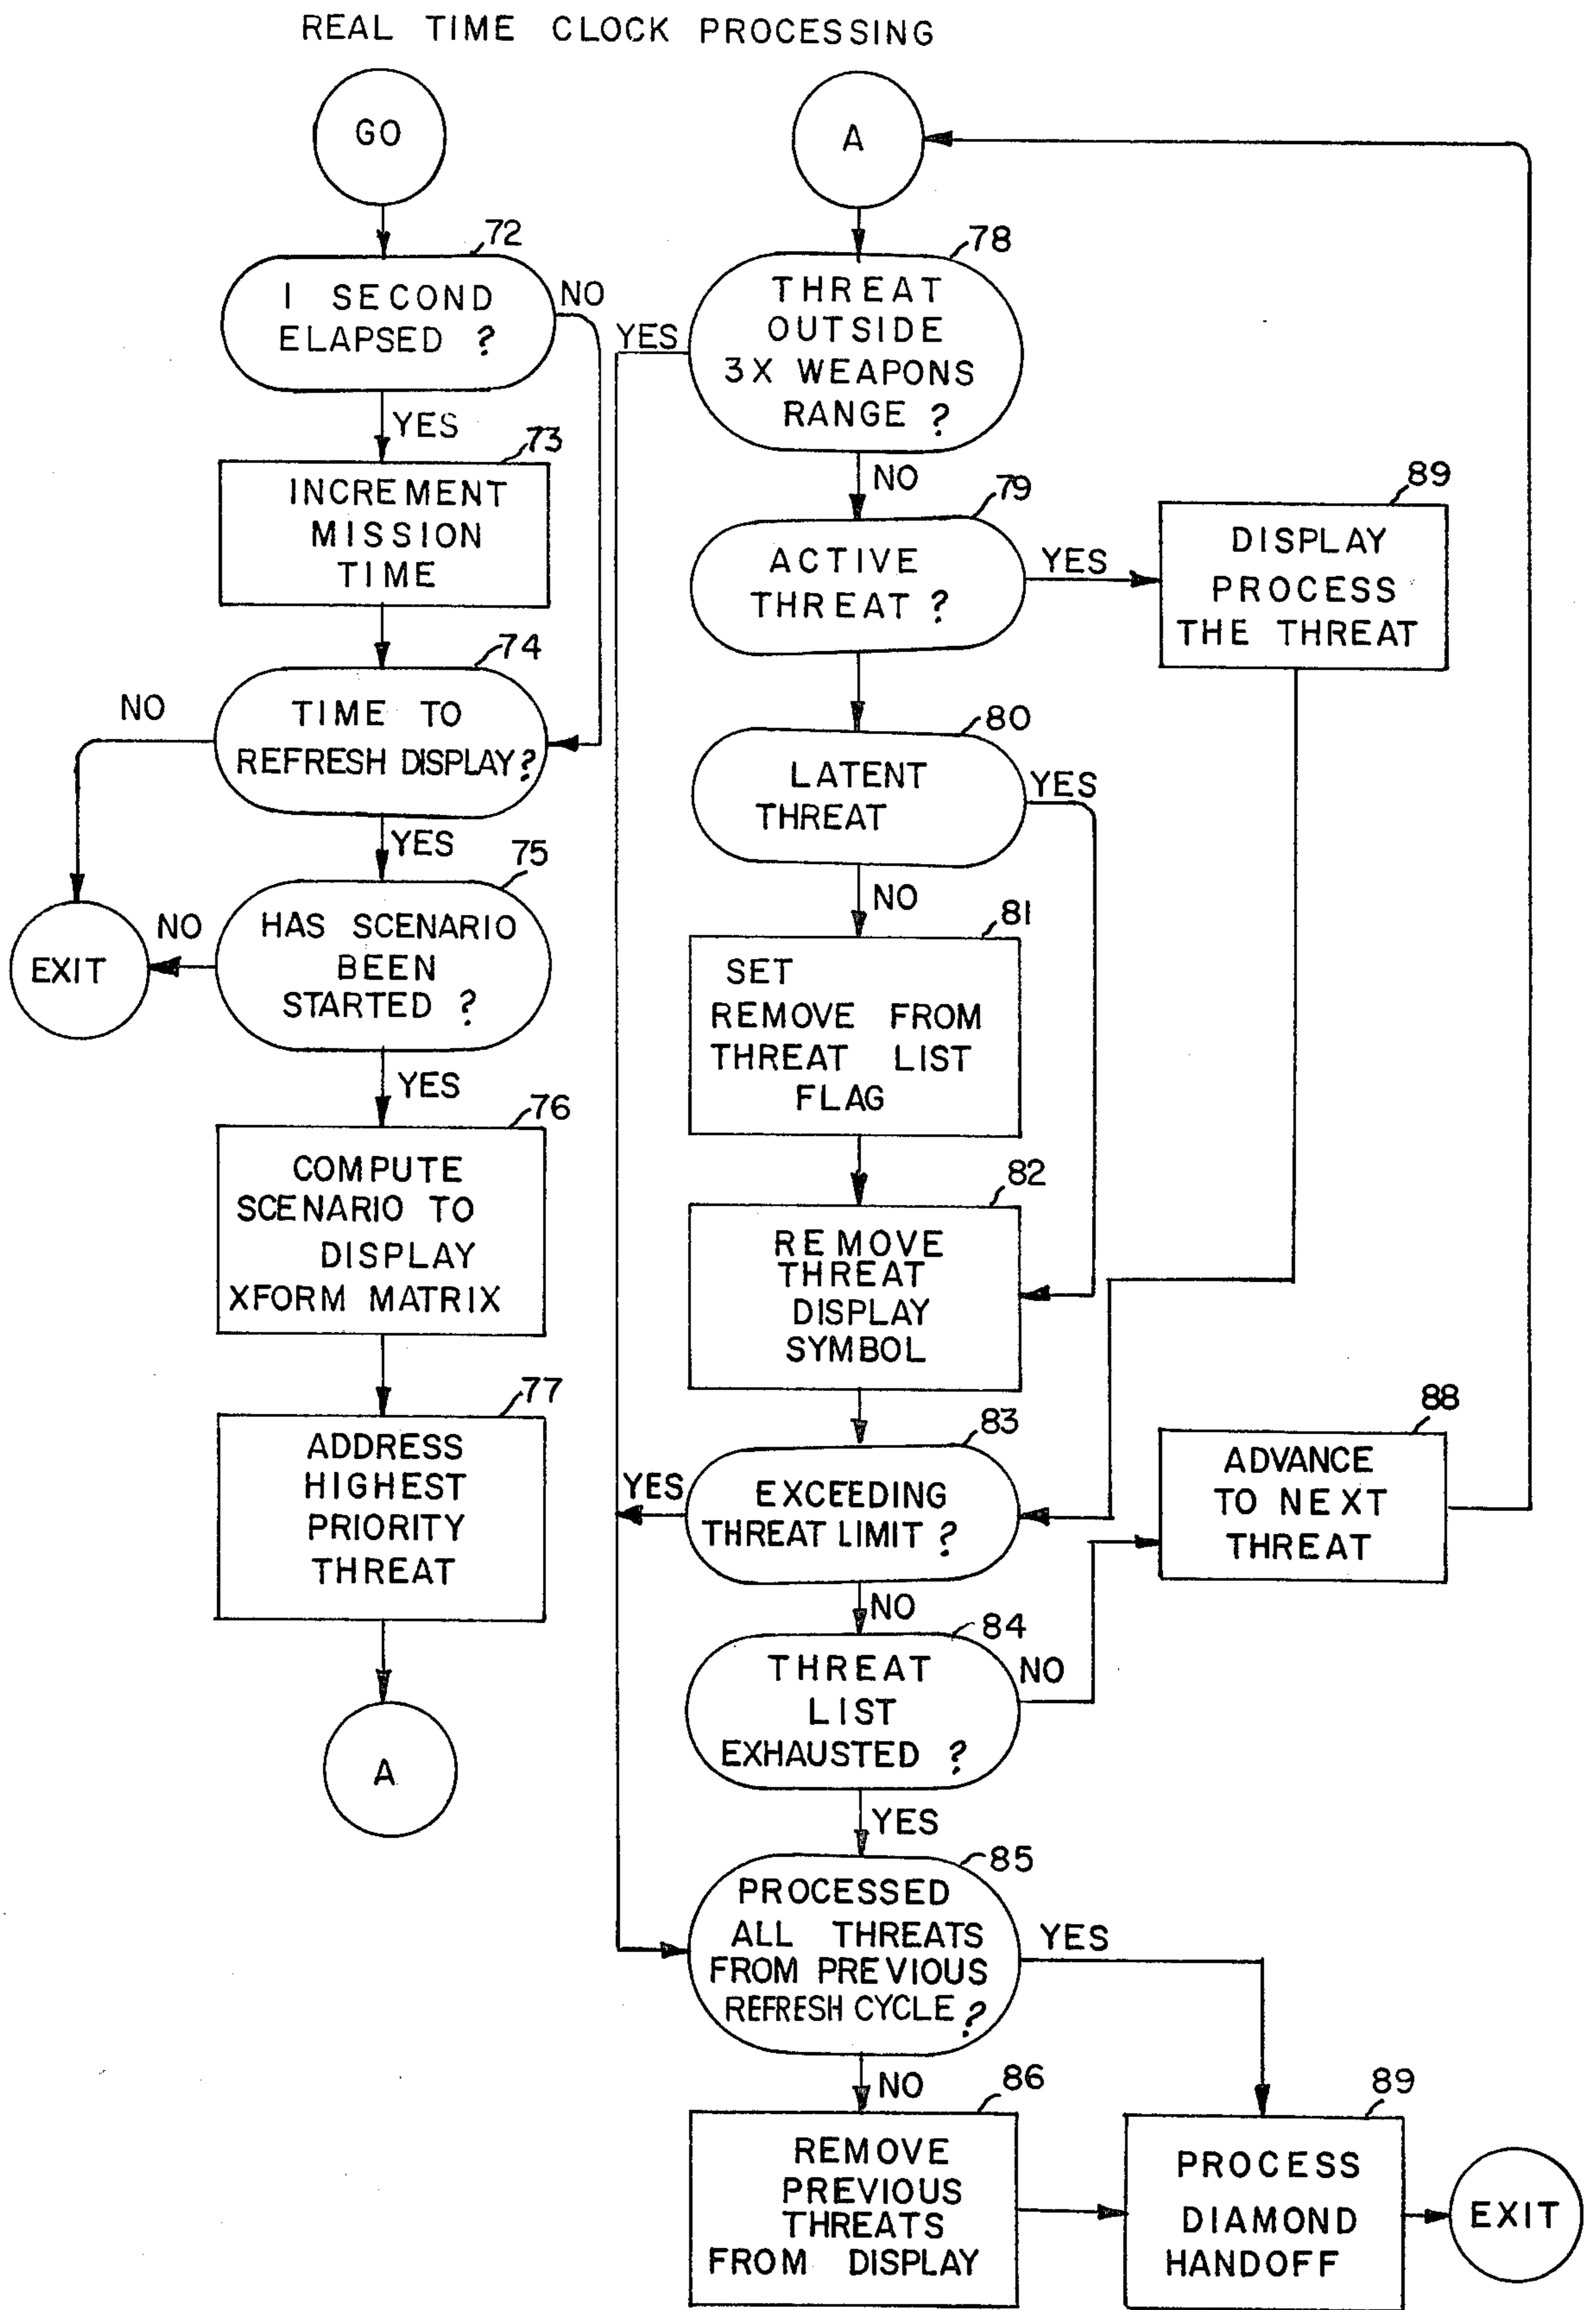 REAL TIME CLOCK PROCESSING
GO
72
1 SECOND
ELAPSED ?
NO
YES
73
INCREMENT
MISSION
TIME
74
TIME TO
REFRESH DISPLAY?
NO
YES
75
HAS SCENARIO
BEEN
STARTED ?
NO
EXIT
YES
76
COMPUTE
SCENARIO TO
DISPLAY
XFORM MATRIX
77
ADDRESS
HIGHEST
PRIORITY
THREAT
A
A
78
THREAT
OUTSIDE
3X WEAPONS
RANGE ?
YES
NO
79
ACTIVE
THREAT ?
YES
89
DISPLAY
PROCESS
THE THREAT
80
LATENT
THREAT
YES
NO
81
SET
REMOVE FROM
THREAT LIST
FLAG
82
REMOVE
THREAT
DISPLAY
SYMBOL
83
EXCEEDING
THREAT LIMIT ?
YES
NO
88
ADVANCE
TO NEXT
THREAT
84
THREAT
LIST
EXHAUSTED ?
NO
YES
85
PROCESSED
ALL THREATS
FROM PREVIOUS
REFRESH CYCLE ?
YES
NO
86
REMOVE
PREVIOUS
THREATS
FROM DISPLAY
89
PROCESS
DIAMOND
HANDOFF
EXIT